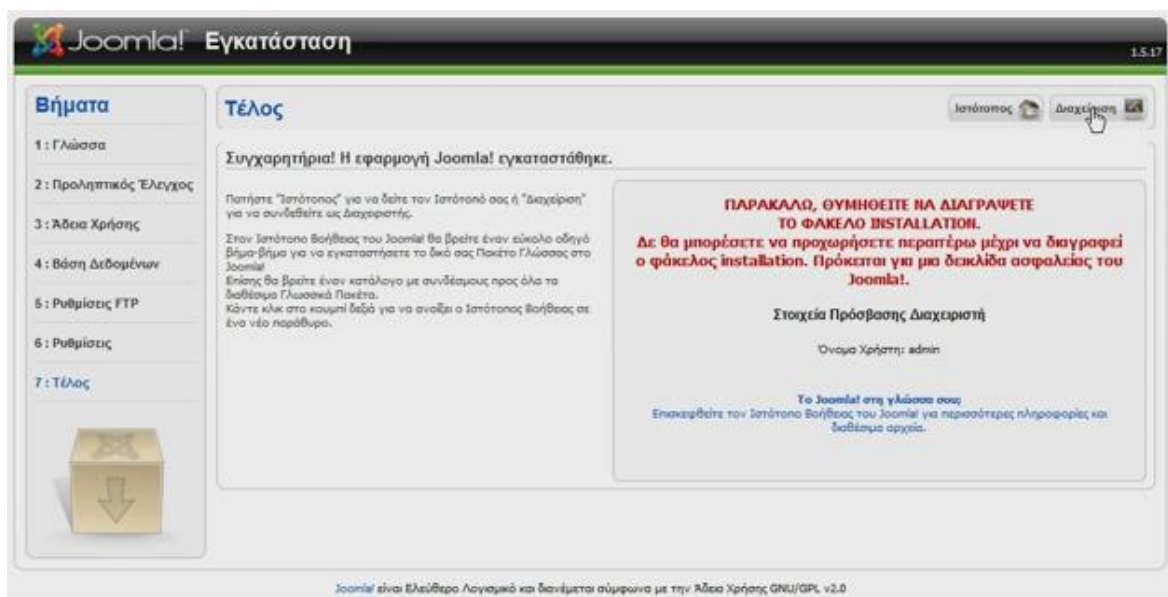 Joomla! Εγκατάσταση
1.5.17
Βήματα
1 : Γλώσσα
2 : Προληπτικός Έλεγχος
3 : Άδεια Χρήσης
4 : Βάση Δεδομένων
5 : Ρυθμίσεις FTP
6 : Ρυθμίσεις
7 : Τέλος
Τέλος
Ιστότοπος Διαχείριση
Συγχαρητήρια! Η εφαρμογή Joomla! εγκαταστάθηκε.
Πατήστε "Ιστότοπος" για να δείτε τον Ιστότοπό σας ή "Διαχείριση"
για να συνδεθείτε ως Διαχειριστής.
Στον Ιστότοπο Βοήθειας του Joomla! θα βρείτε έναν εύκολο οδηγό
βήμα-βήμα για να εγκαταστήσετε το δικό σας Πακέτο Γλώσσας στο
Joomla!
Επίσης θα βρείτε έναν κατάλογο με συνδέσμους προς όλα τα
διαθέσιμα Γλωσσικά Πακέτα.
Κάντε κλικ στο κουμπί δεξιά για να ανοίξει ο Ιστότοπος Βοήθειας σε
ένα νέο παράθυρο.
ΠΑΡΑΚΑΛΩ, ΘΥΜΗΘΕΙΤΕ ΝΑ ΔΙΑΓΡΑΨΕΤΕ
ΤΟ ΦΑΚΕΛΟ INSTALLATION.
Δε θα μπορέσετε να προχωρήσετε περαιτέρω μέχρι να διαγραφεί
ο φάκελος installation. Πρόκειται για μια δεικλίδα ασφαλείας του
Joomla!.
Στοιχεία Πρόσβασης Διαχειριστή
Όνομα Χρήστη: admin
Το Joomla! στη γλώσσα σου;
Επισκεφθείτε τον Ιστότοπο Βοήθειας του Joomla! για περισσότερες πληροφορίες και
διαθέσιμα αρχεία.
Joomla! είναι Ελεύθερο Λογισμικό και διανέμεται σύμφωνα με την Άδεια Χρήσης GNU/GPL v2.0